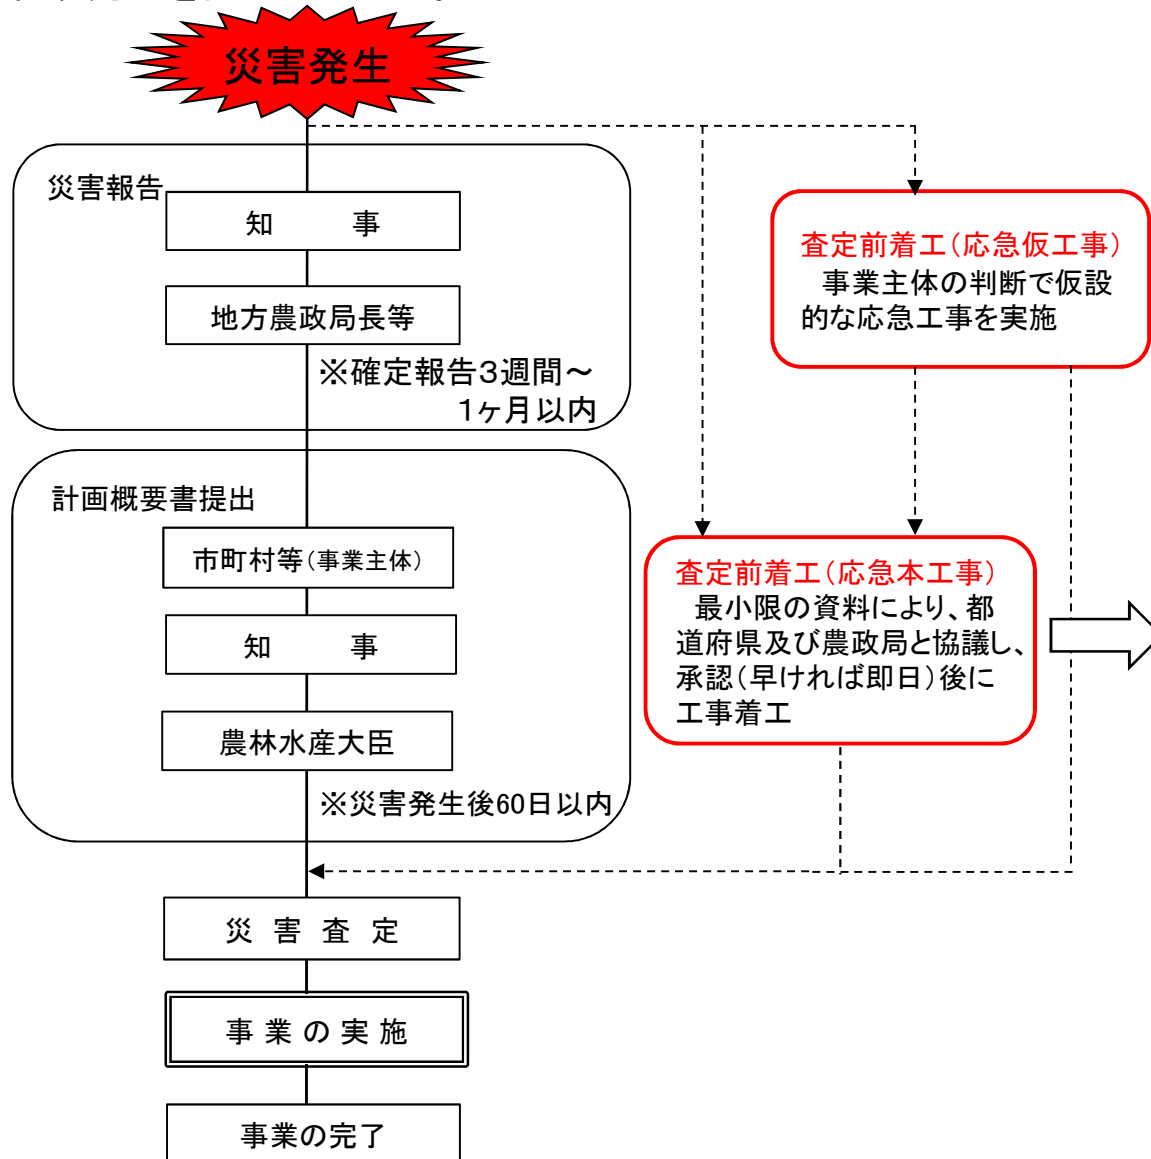 災害発生
災害報告
知　　事
地方農政局長等
※確定報告３週間～
１ヶ月以内
査定前着工（応急仮工事）
事業主体の判断で仮設
的な応急工事を実施
計画概要書提出
市町村等（事業主体）
知　　事
農林水産大臣
※災害発生後60日以内
査定前着工（応急本工事）
最小限の資料により、都
道府県及び農政局と協議し、
承認（早ければ即日）後に
工事着工
災 害 査 定
事 業 の 実 施
事業の完了